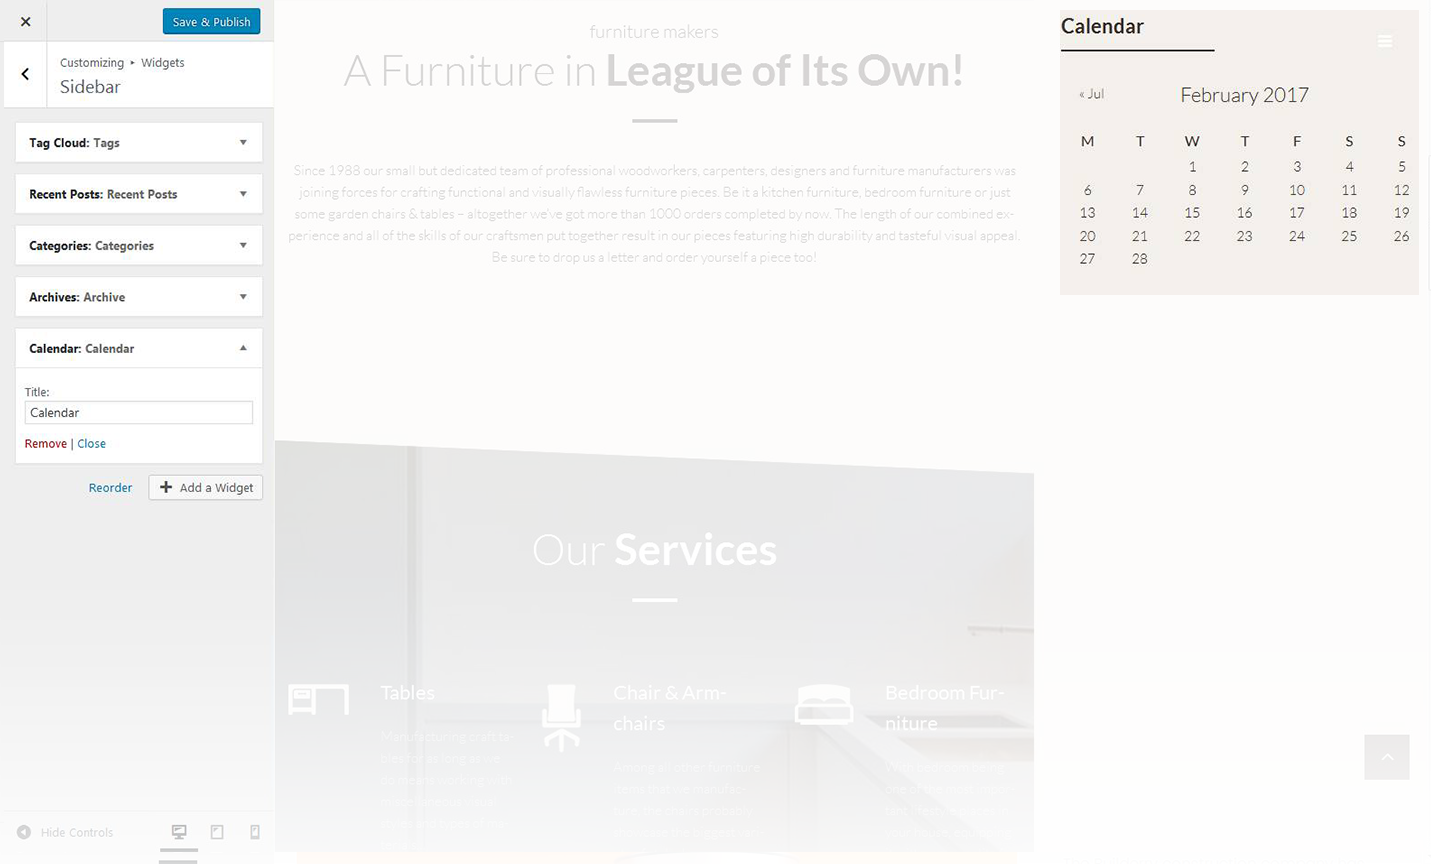 Save & Publish
Customizing ▸ Widgets
Sidebar
Tag Cloud: Tags
Recent Posts: Recent Posts
Categories: Categories
Archives: Archive
Calendar: Calendar
Title:
Calendar
Remove | Close
Reorder
Add a Widget
Hide Controls
furniture makers
A Furniture in League of Its Own!
Since 1988 our small but dedicated team of professional woodworkers, carpenters, designers and furniture manufacturers was
joining forces for crafting functional and visually flawless furniture pieces. Be it a kitchen furniture, bedroom furniture or just
some garden chairs & tables – altogether we've got more than 1000 orders completed by now. The length of our combined ex-
perience and all of the skills of our craftsmen put together result in our pieces featuring high durability and tasteful visual appeal.
Be sure to drop us a letter and order yourself a piece too!
Our Services
Tables
Chair & Arm-
chairs
Bedroom Fur-
niture
Calendar
« Jul
February 2017
M T W T F S S
1 2 3 4 5
6 7 8 9 10 11 12
13 14 15 16 17 18 19
20 21 22 23 24 25 26
27 28